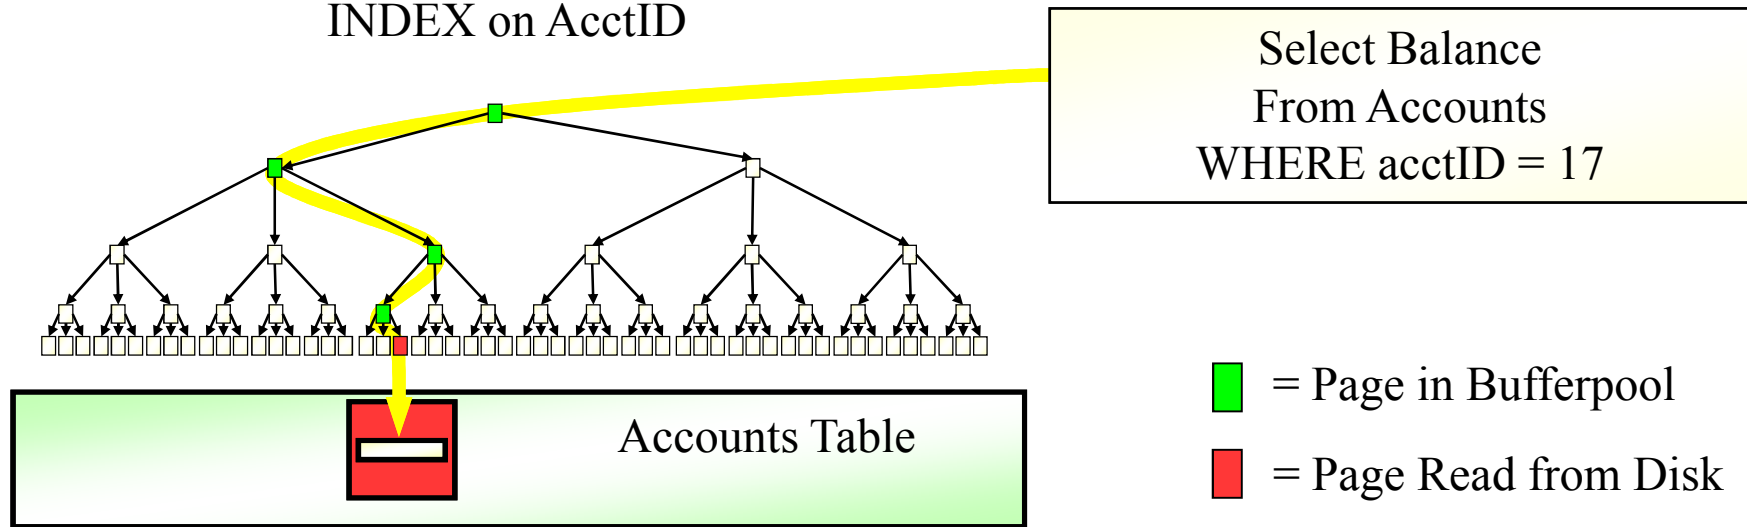 INDEX on AcctID
Select Balance
From Accounts
WHERE acctID = 17
Accounts Table
= Page in Bufferpool
= Page Read from Disk